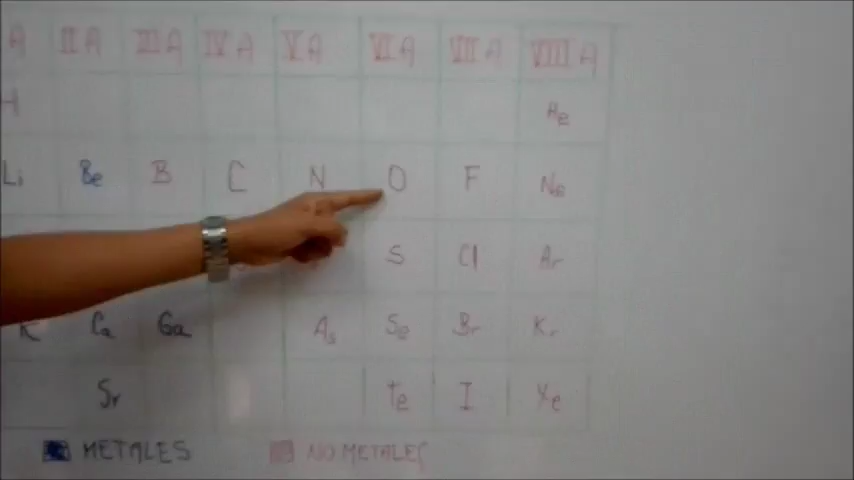 A IIA IIIA IVA VA VIA VIIA VIIIA
H He
Li Be B C N O F Ne
S Cl Ar
K Ca Ga As Se Br Kr
Sr Te I Xe
METALES NO METALES